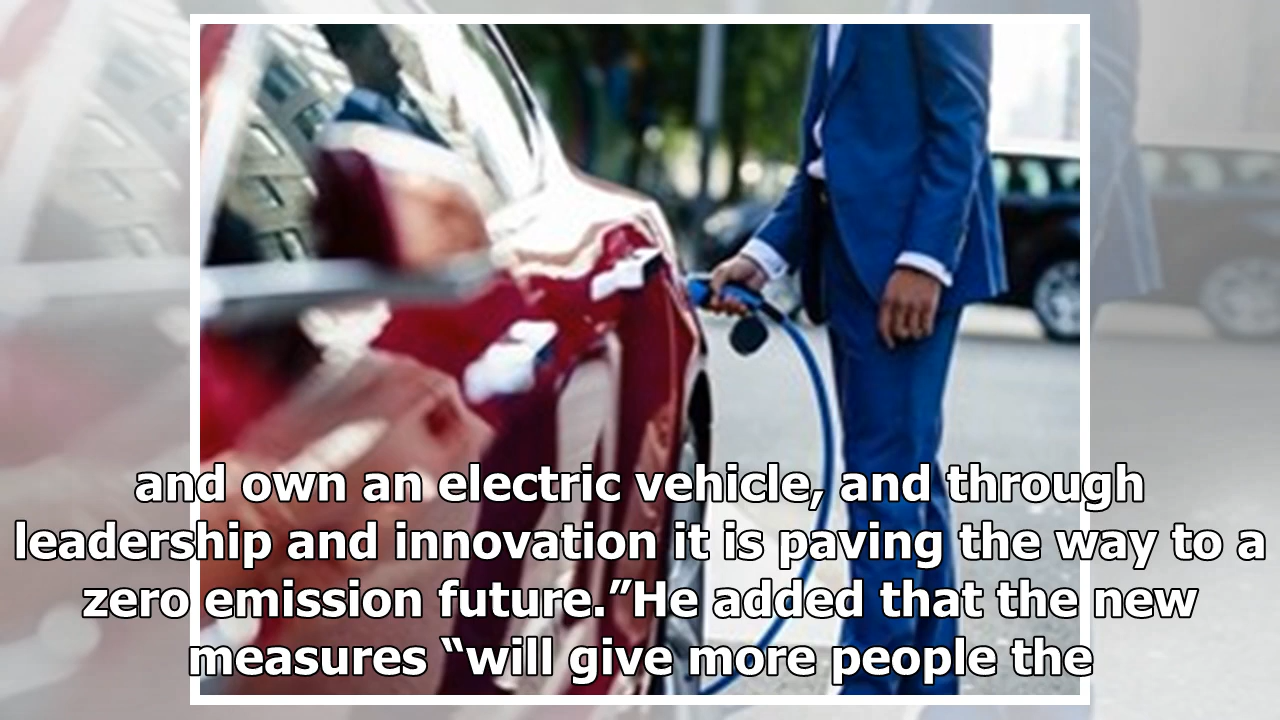 and own an electric vehicle, and through
leadership and innovation it is paving the way to a
zero emission future.”He added that the new
measures “will give more people the